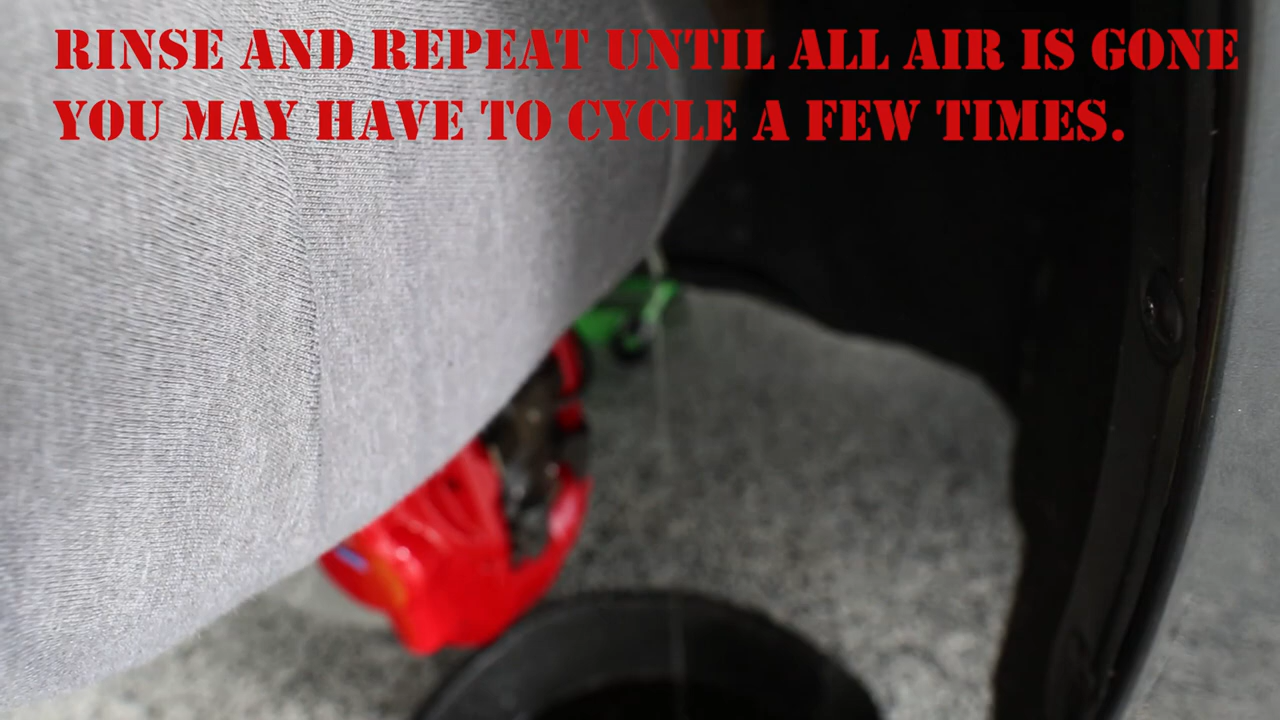 RINSE AND REPEAT UNTIL ALL AIR IS GONE
YOU MAY HAVE TO CYCLE A FEW TIMES.